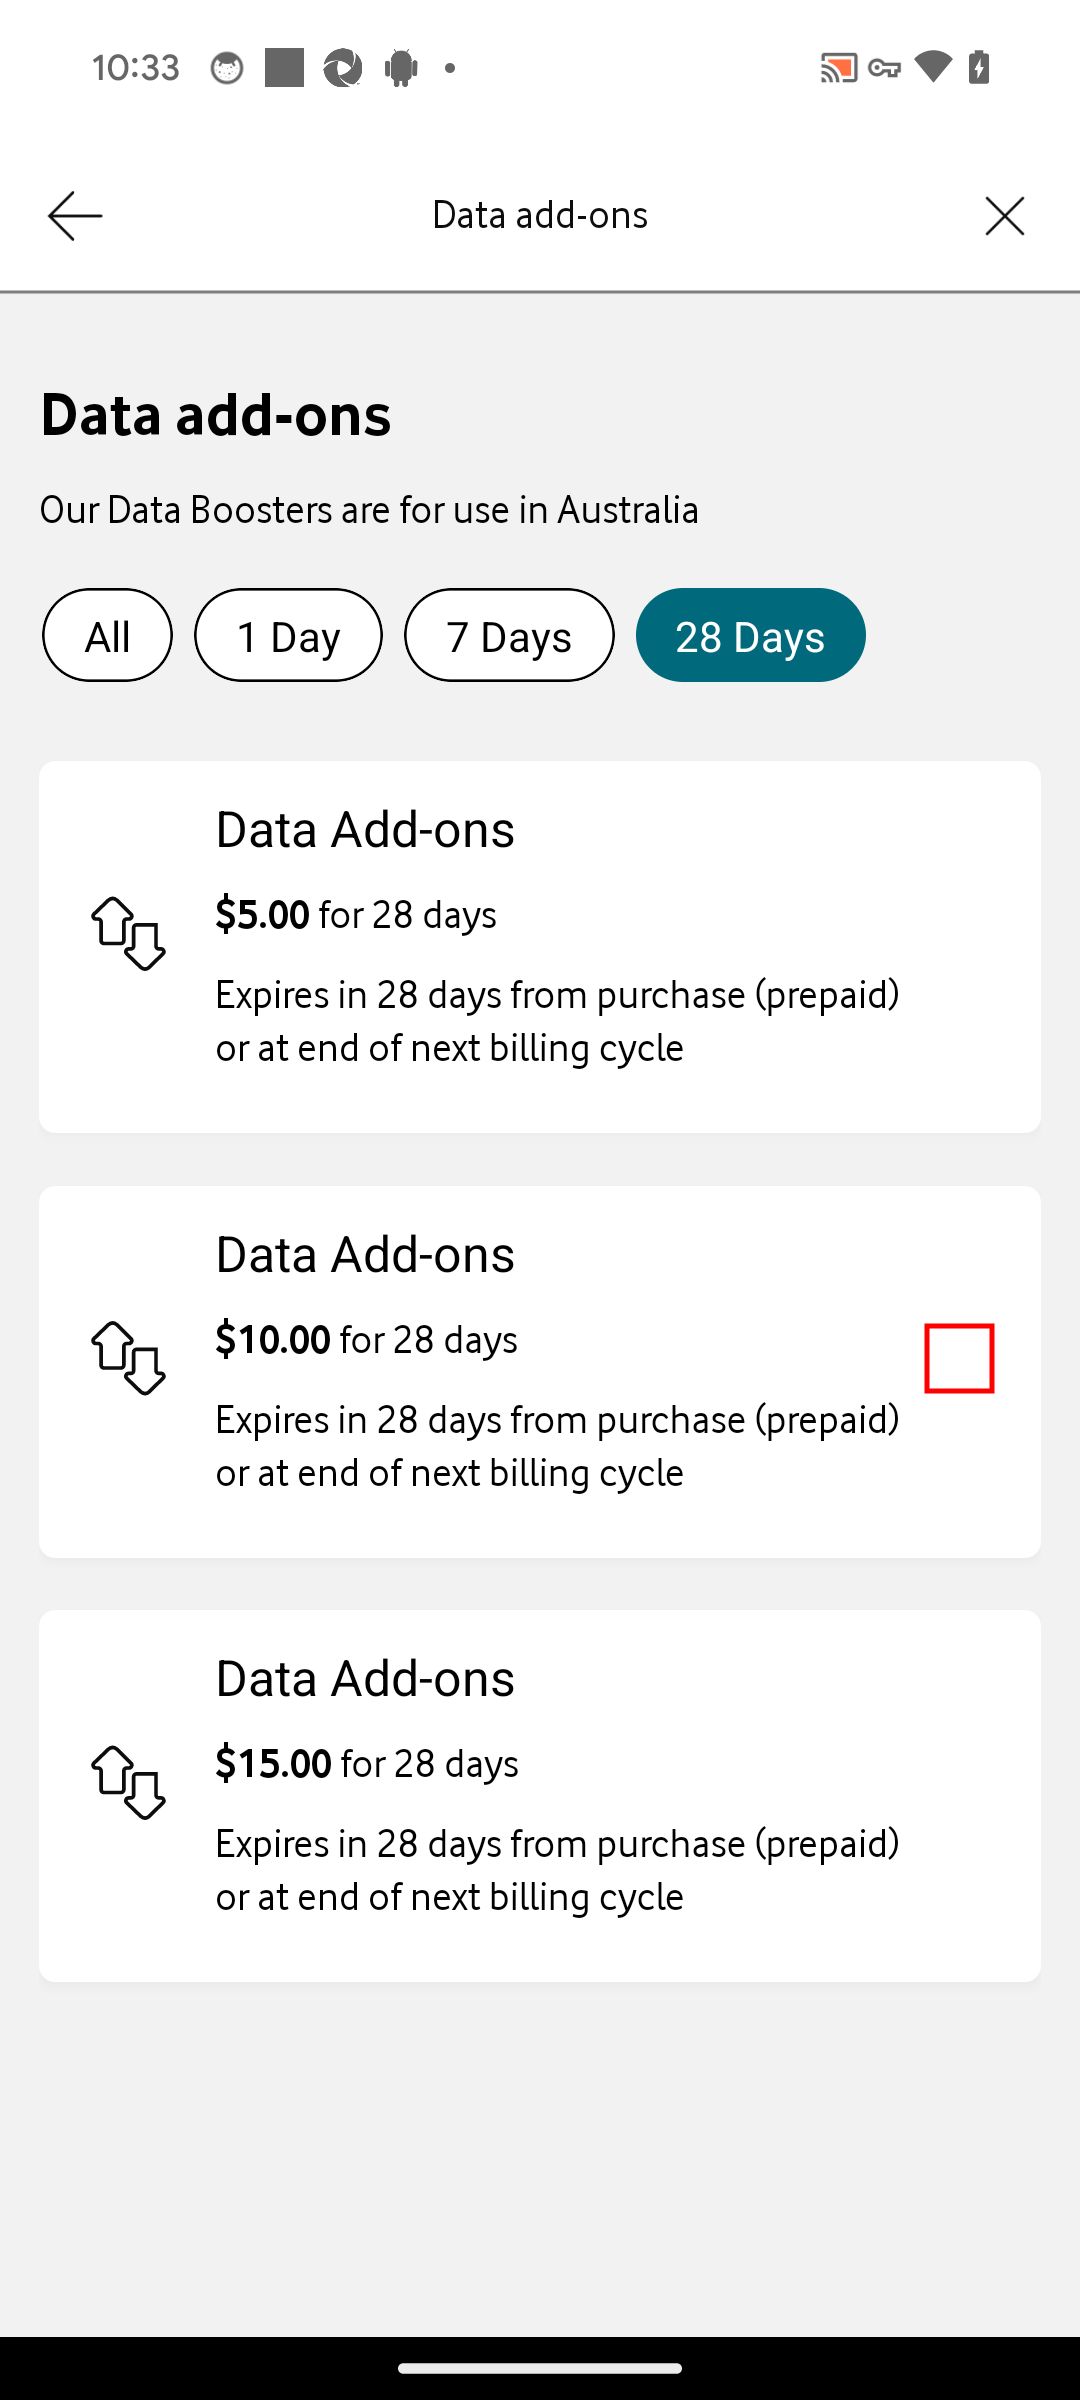 10:33
Data add-ons
Data add-ons
Our Data Boosters are for use in Australia
All
1 Day
7 Days
28 Days
Data Add-ons
$5.00 for 28 days
Expires in 28 days from purchase (prepaid)
or at end of next billing cycle
Data Add-ons
$10.00 for 28 days
Expires in 28 days from purchase (prepaid)
or at end of next billing cycle
Data Add-ons
$15.00 for 28 days
Expires in 28 days from purchase (prepaid)
or at end of next billing cycle